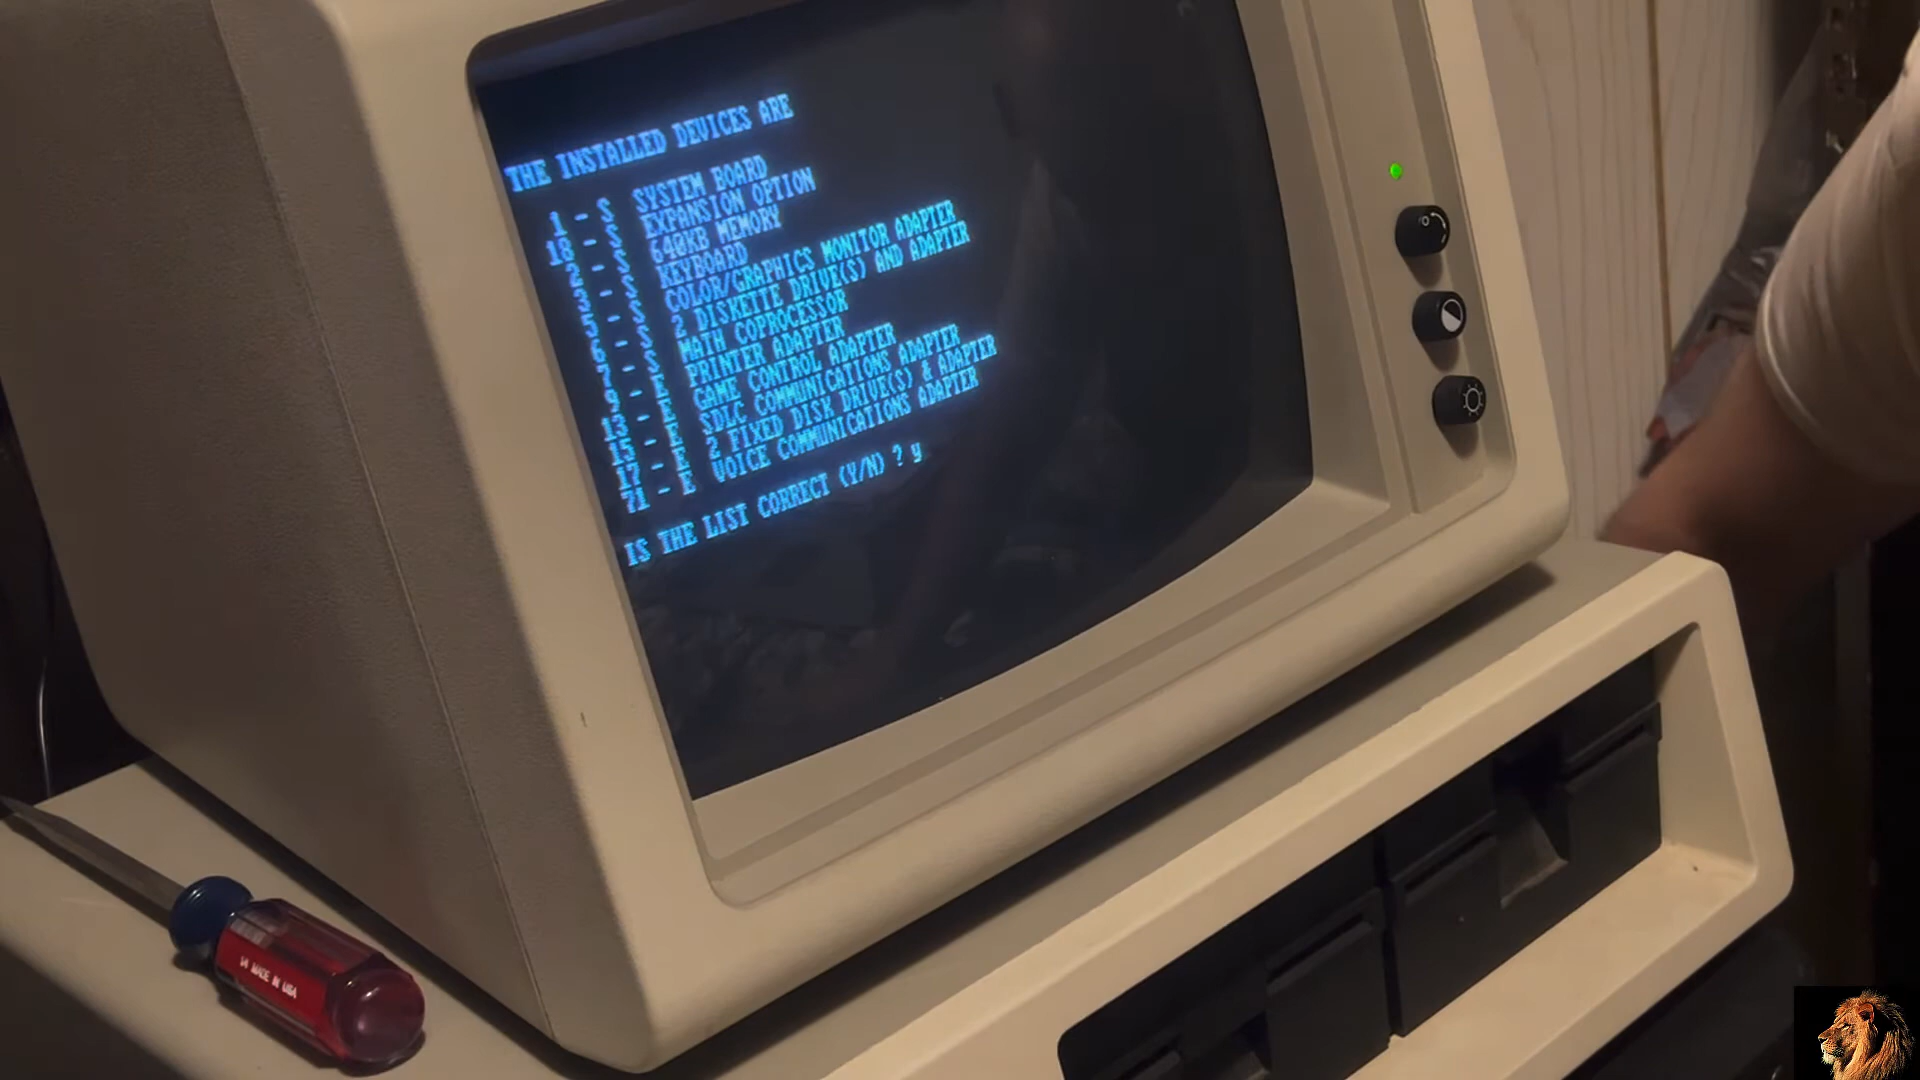 THE INSTALLED DEVICES ARE
1 - S SYSTEM BOARD
18 - S EXPANSION OPTION
2 - S 640KB MEMORY
3 - S KEYBOARD
5 - S COLOR/GRAPHICS MONITOR ADAPTER
6 - S 2 DISKETTE DRIVE(S) AND ADAPTER
7 - S MATH COPROCESSOR
9 - E PRINTER ADAPTER
13 - E GAME CONTROL ADAPTER
15 - E SDLC COMMUNICATIONS ADAPTER
17 - E 2 FIXED DISK DRIVE(S) & ADAPTER
71 - E VOICE COMMUNICATIONS ADAPTER
IS THE LIST CORRECT (Y/N) ? y
MADE IN USA